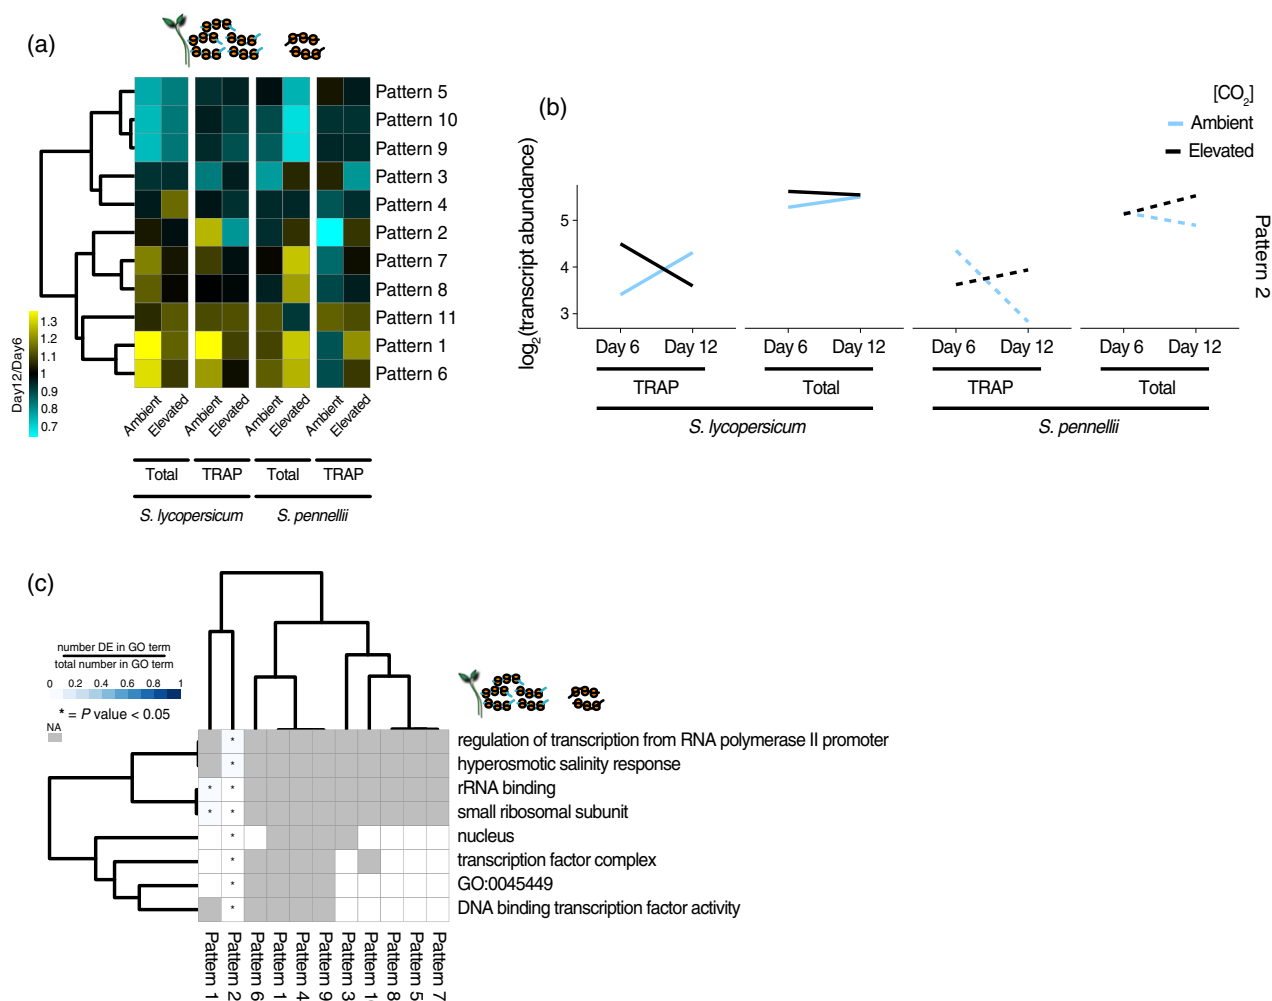 (a)
Pattern 5
Pattern 10
Pattern 9
Pattern 3
Pattern 4
Pattern 2
Pattern 7
Pattern 8
Pattern 11
Pattern 1
Pattern 6
Day12/Day6
1.3
1.2
1.1
1
0.9
0.8
0.7
Ambient Elevated Ambient Elevated Ambient Elevated Ambient Elevated
Total TRAP Total TRAP
S. lycopersicum S. pennellii
(b)
[CO2]
Ambient
Elevated
log2(transcript abundance)
5
4
3
Pattern 2
Day 6 Day 12 Day 6 Day 12 Day 6 Day 12 Day 6 Day 12
TRAP Total TRAP Total
S. lycopersicum S. pennellii
(c)
number DE in GO term
total number in GO term
0 0.2 0.4 0.6 0.8 1
* = P value < 0.05
NA
* regulation of transcription from RNA polymerase II promoter
* hyperosmotic salinity response
* * rRNA binding
* * small ribosomal subunit
* nucleus
* transcription factor complex
* GO:0045449
* DNA binding transcription factor activity
Pattern 1 Pattern 2 Pattern 6 Pattern 1 Pattern 4 Pattern 9 Pattern 3 Pattern 1 Pattern 8 Pattern 5 Pattern 7